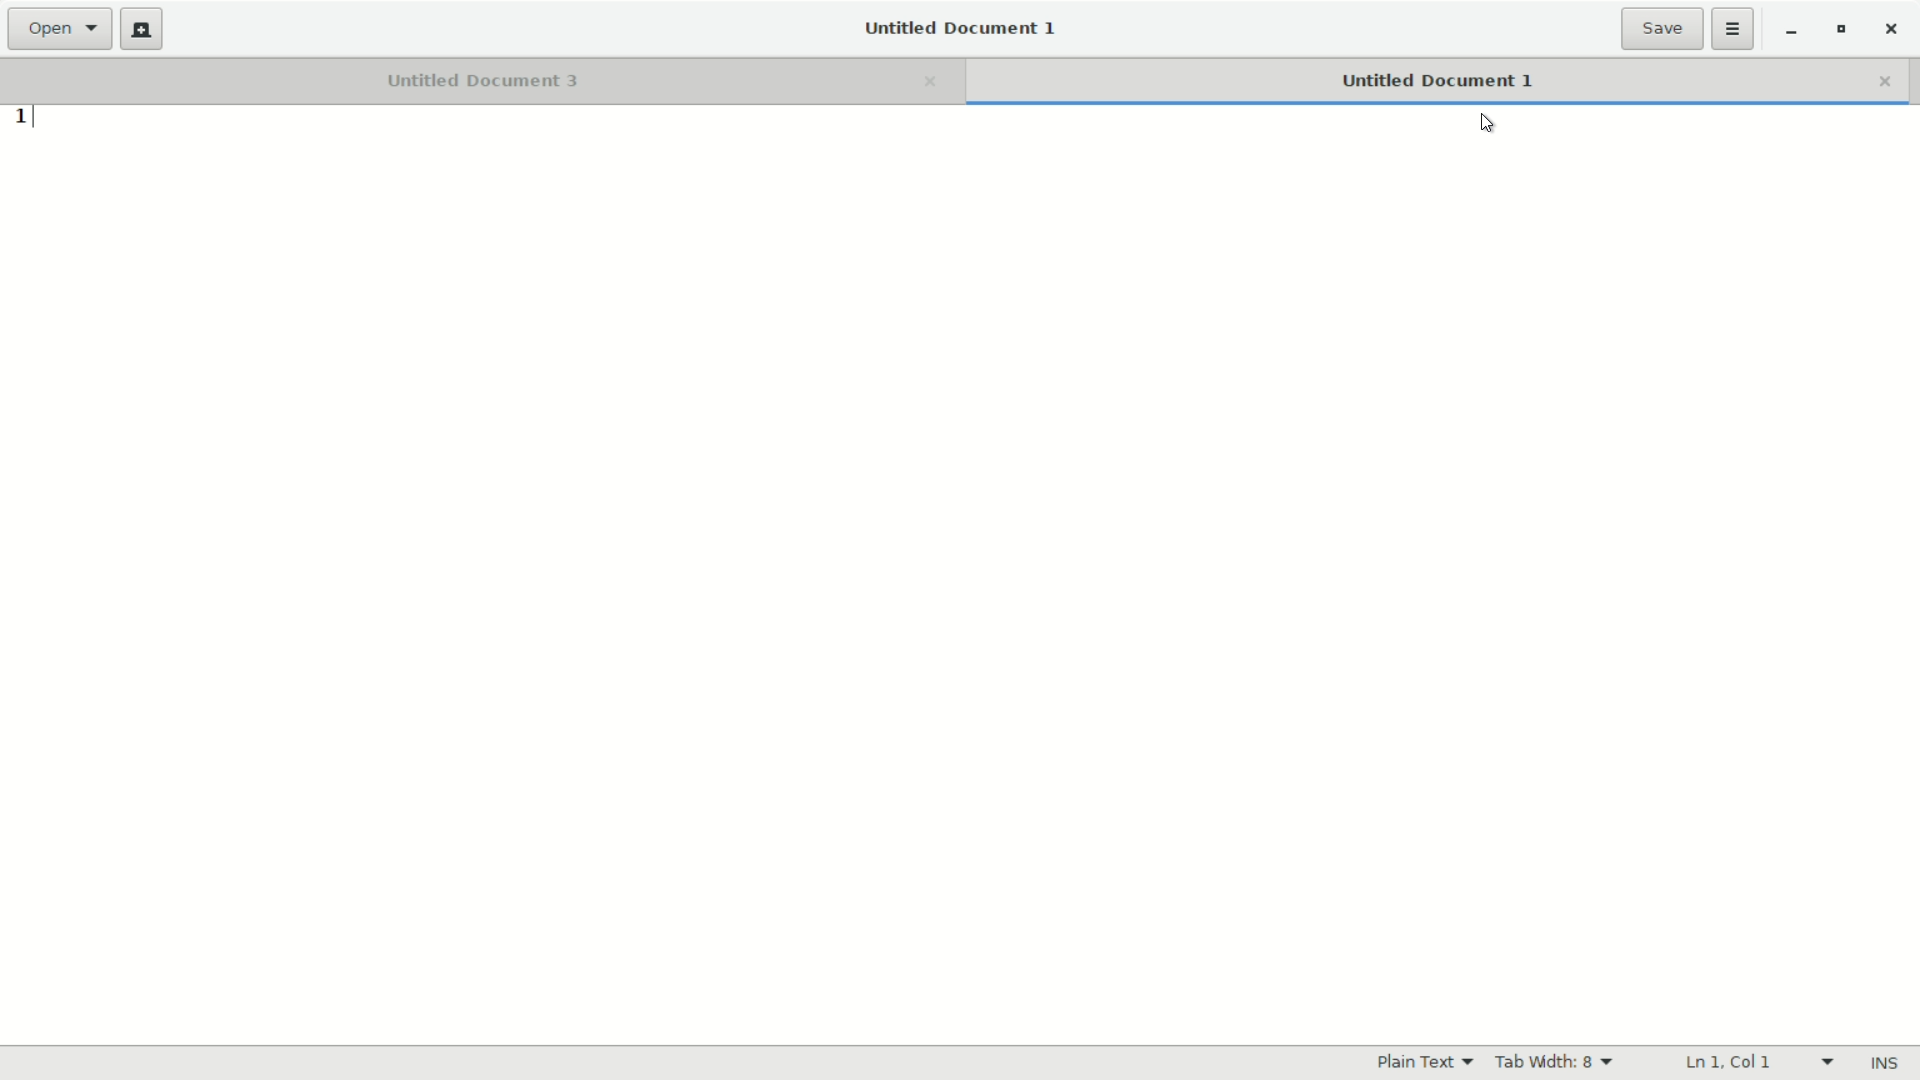 Open
Untitled Document 1
Save
Untitled Document 3
Untitled Document 1
1
Plain Text
Tab Width: 8
Ln 1, Col 1
INS